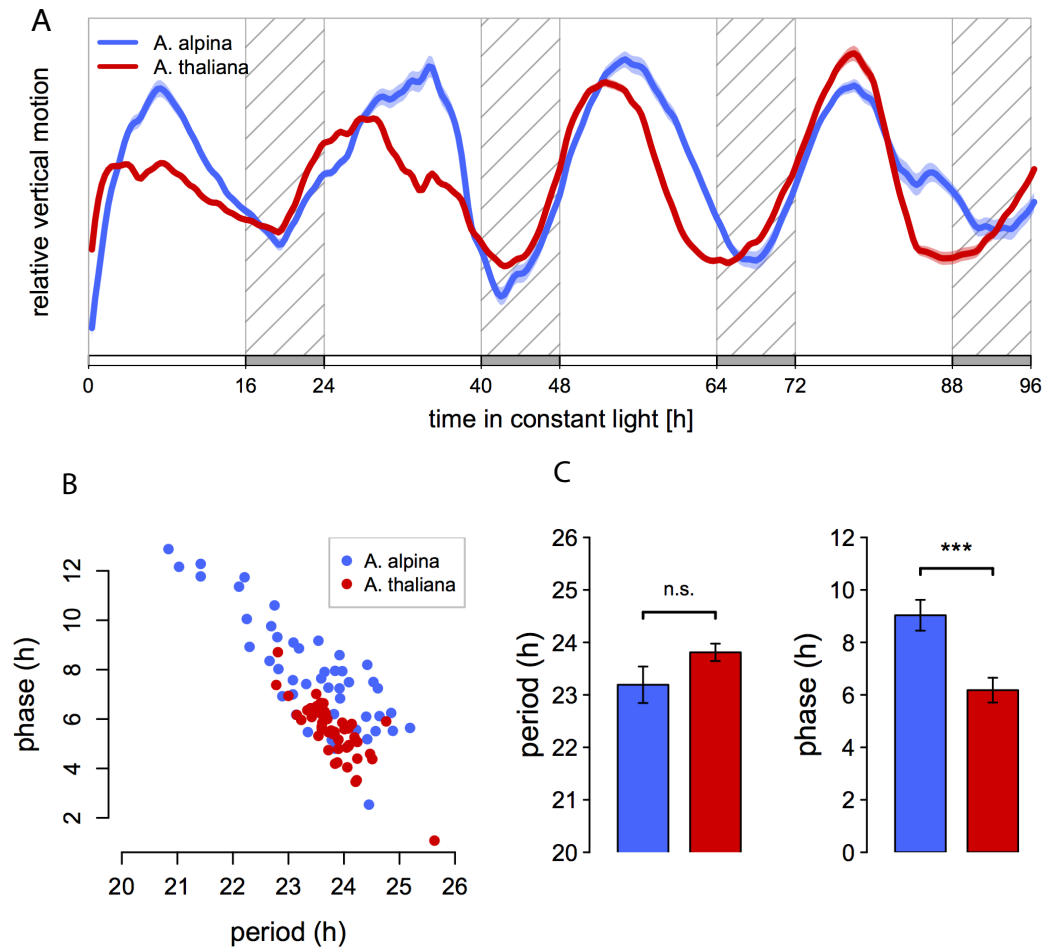 A
A. alpina
A. thaliana
relative vertical motion
0 16 24 40 48 64 72 88 96
time in constant light [h]
B
A. alpina
A. thaliana
phase (h)
12
10
8
6
4
2
20 21 22 23 24 25 26
period (h)
C
period (h)
26
25
24
23
22
21
20
n.s.
phase (h)
12
10
8
6
4
2
0
***